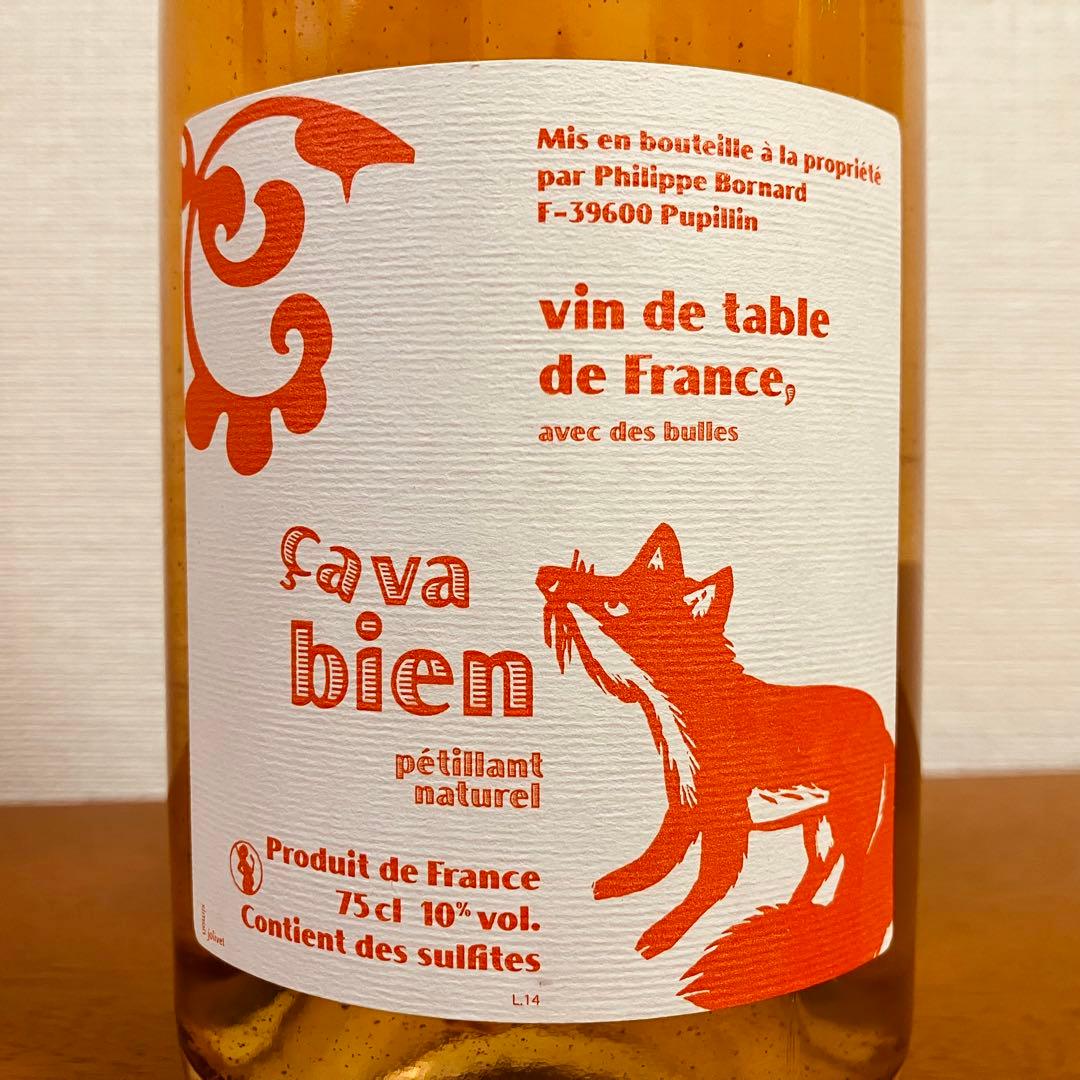 Mis en bouteille à la propriété
par Philippe Bornard
F-39600 Pupillin
vin de table
de France,
avec des bulles
ça va
bien
pétillant
naturel
Produit de France
75 cl 10% vol.
Contient des sulfites
jolivet
L.14